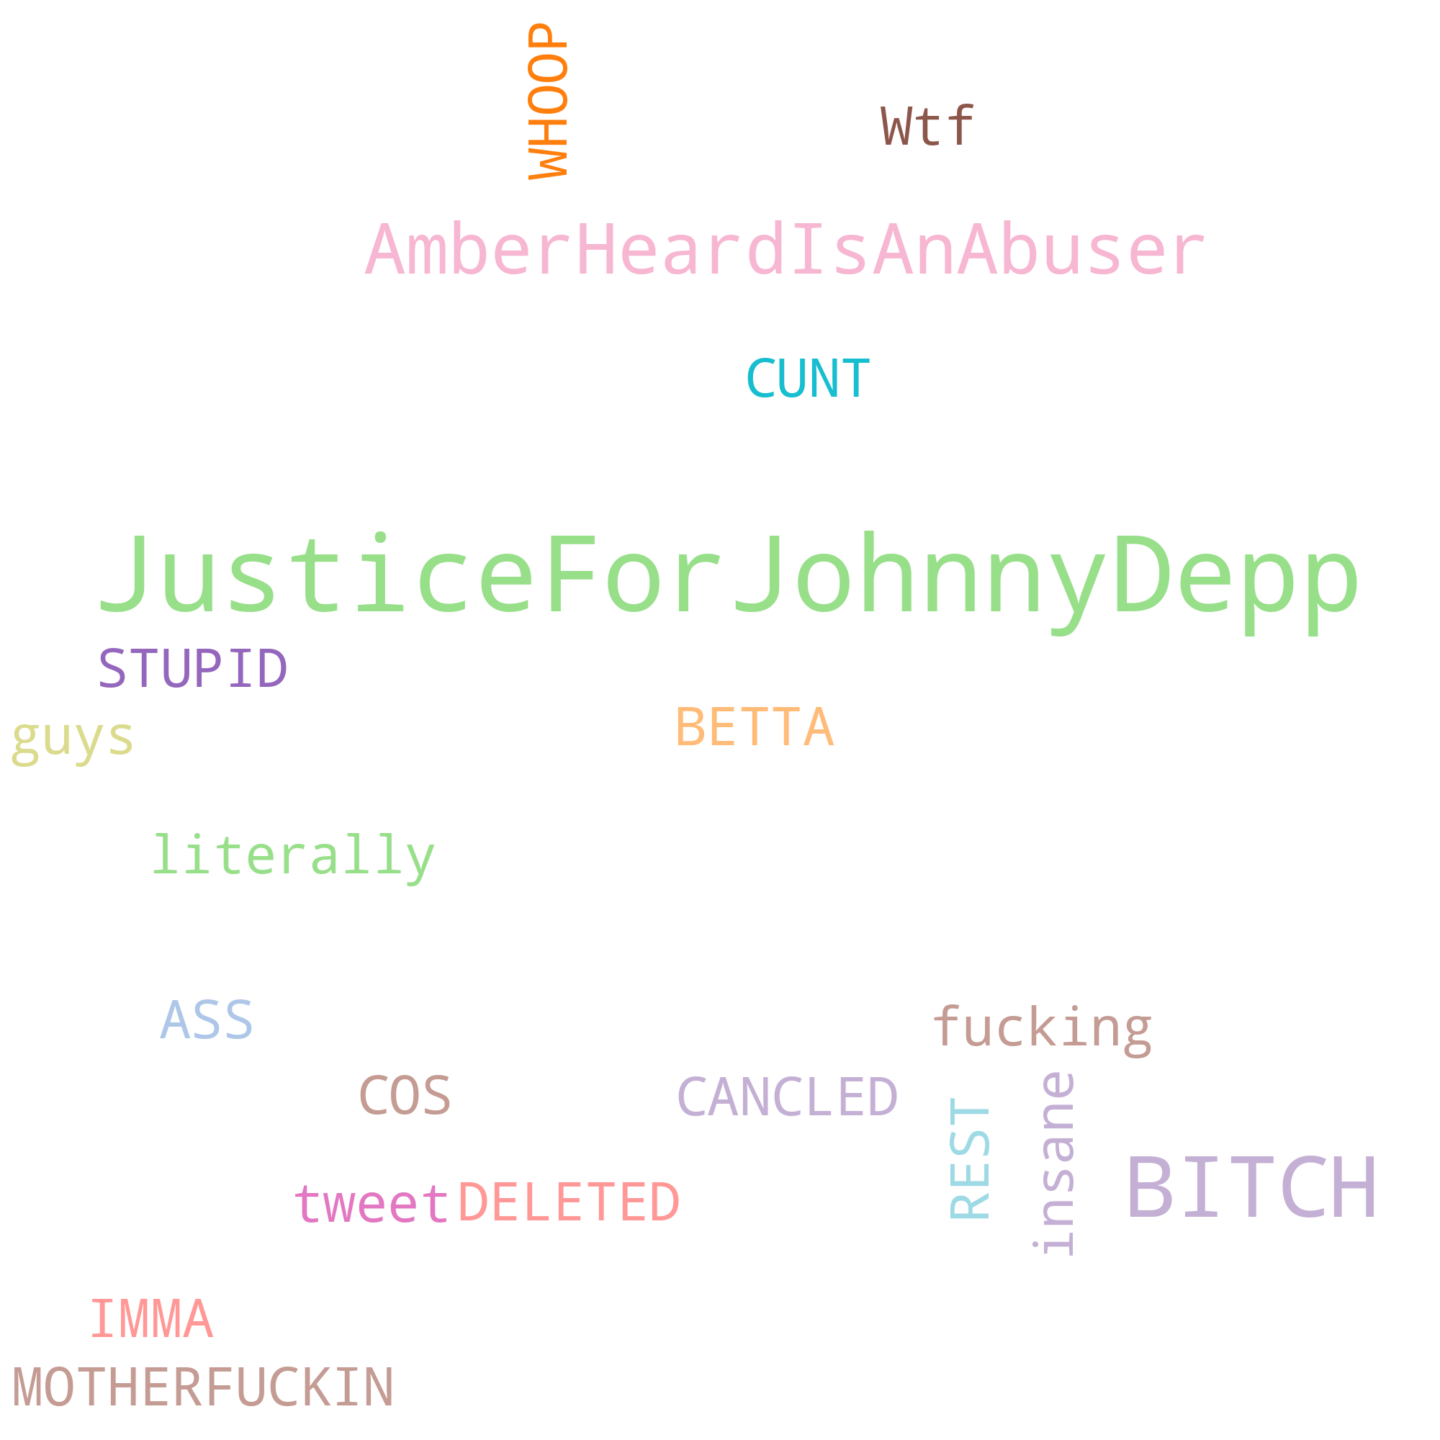 WHOOP
Wtf
AmberHeardIsAnAbuser
CUNT
JusticeForJohnnyDepp
STUPID
guys
BETTA
literally
ASS
fucking
COS
CANCLED
REST
insane
BITCH
tweet
DELETED
IMMA
MOTHERFUCKIN